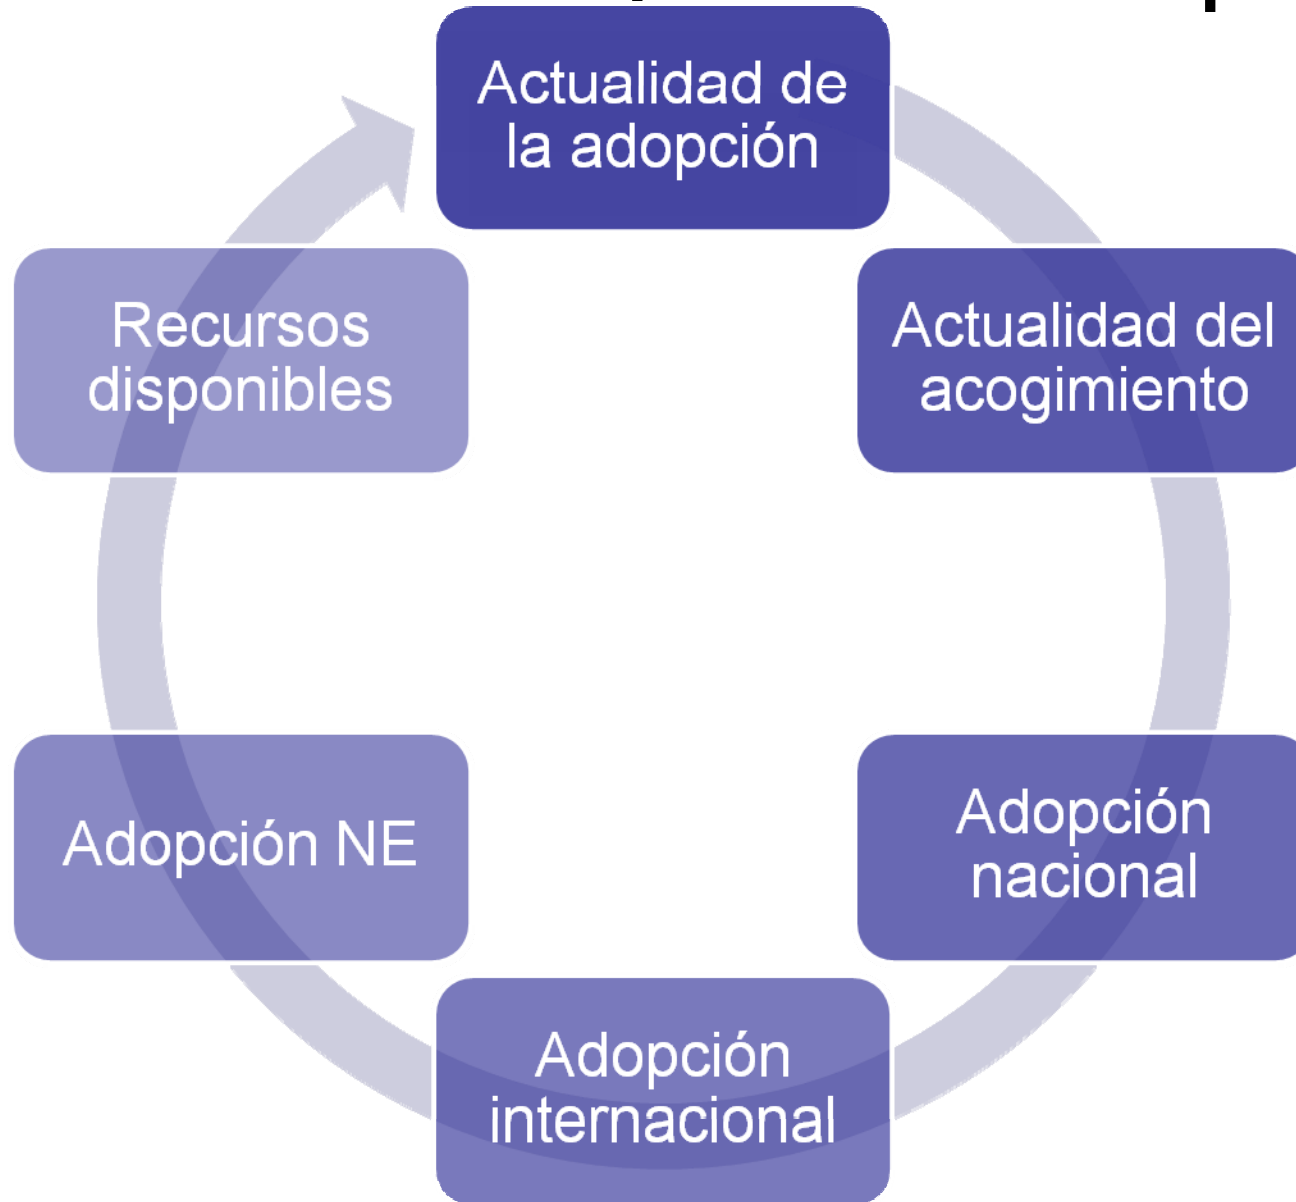 Actualidad de
la adopción
Actualidad del
acogimiento
Adopción
nacional
Adopción
internacional
Adopción NE
Recursos
disponibles